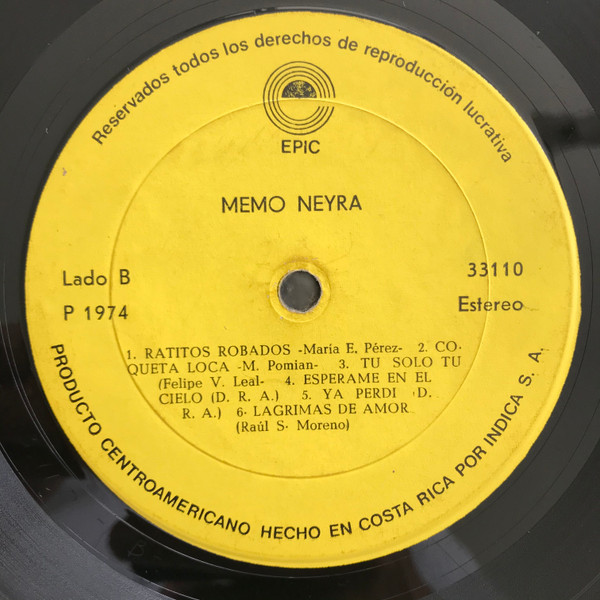 Reservados todos los derechos de reproducción lucrativa
EPIC
MEMO NEYRA
Lado B
33110
P 1974
Estereo
1. RATITOS ROBADOS -Maria E. Pérez- 2. CO-
QUETA LOCA -M. Pomian- 3. TU SOLO TU
(Felipe V. Leal- 4. ESPERAME EN EL
CIELO (D. R. A.) 5. YA PERDI (D.
R. A.) 6. LAGRIMAS DE AMOR
(Raúl S. Moreno)
PRODUCTO CENTROAMERICANO HECHO EN COSTA RICA POR INDICA S. A.